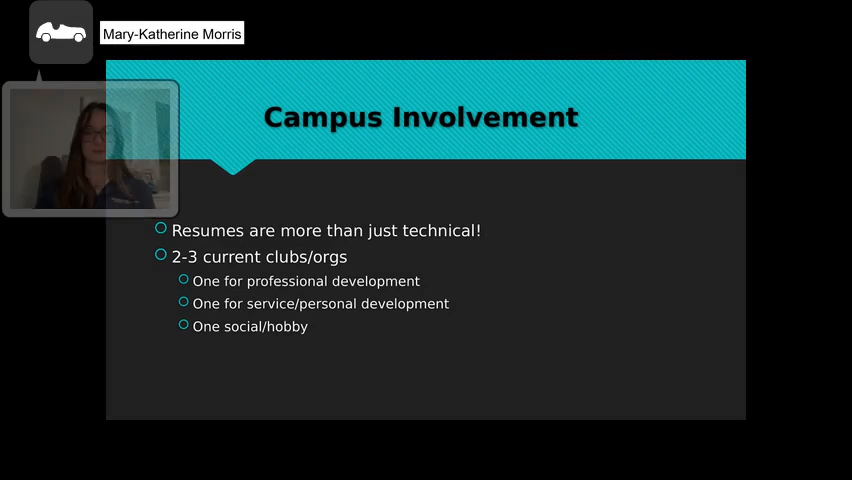 Mary-Katherine Morris
Campus Involvement
Resumes are more than just technical!
2-3 current clubs/orgs
One for professional development
One for service/personal development
One social/hobby